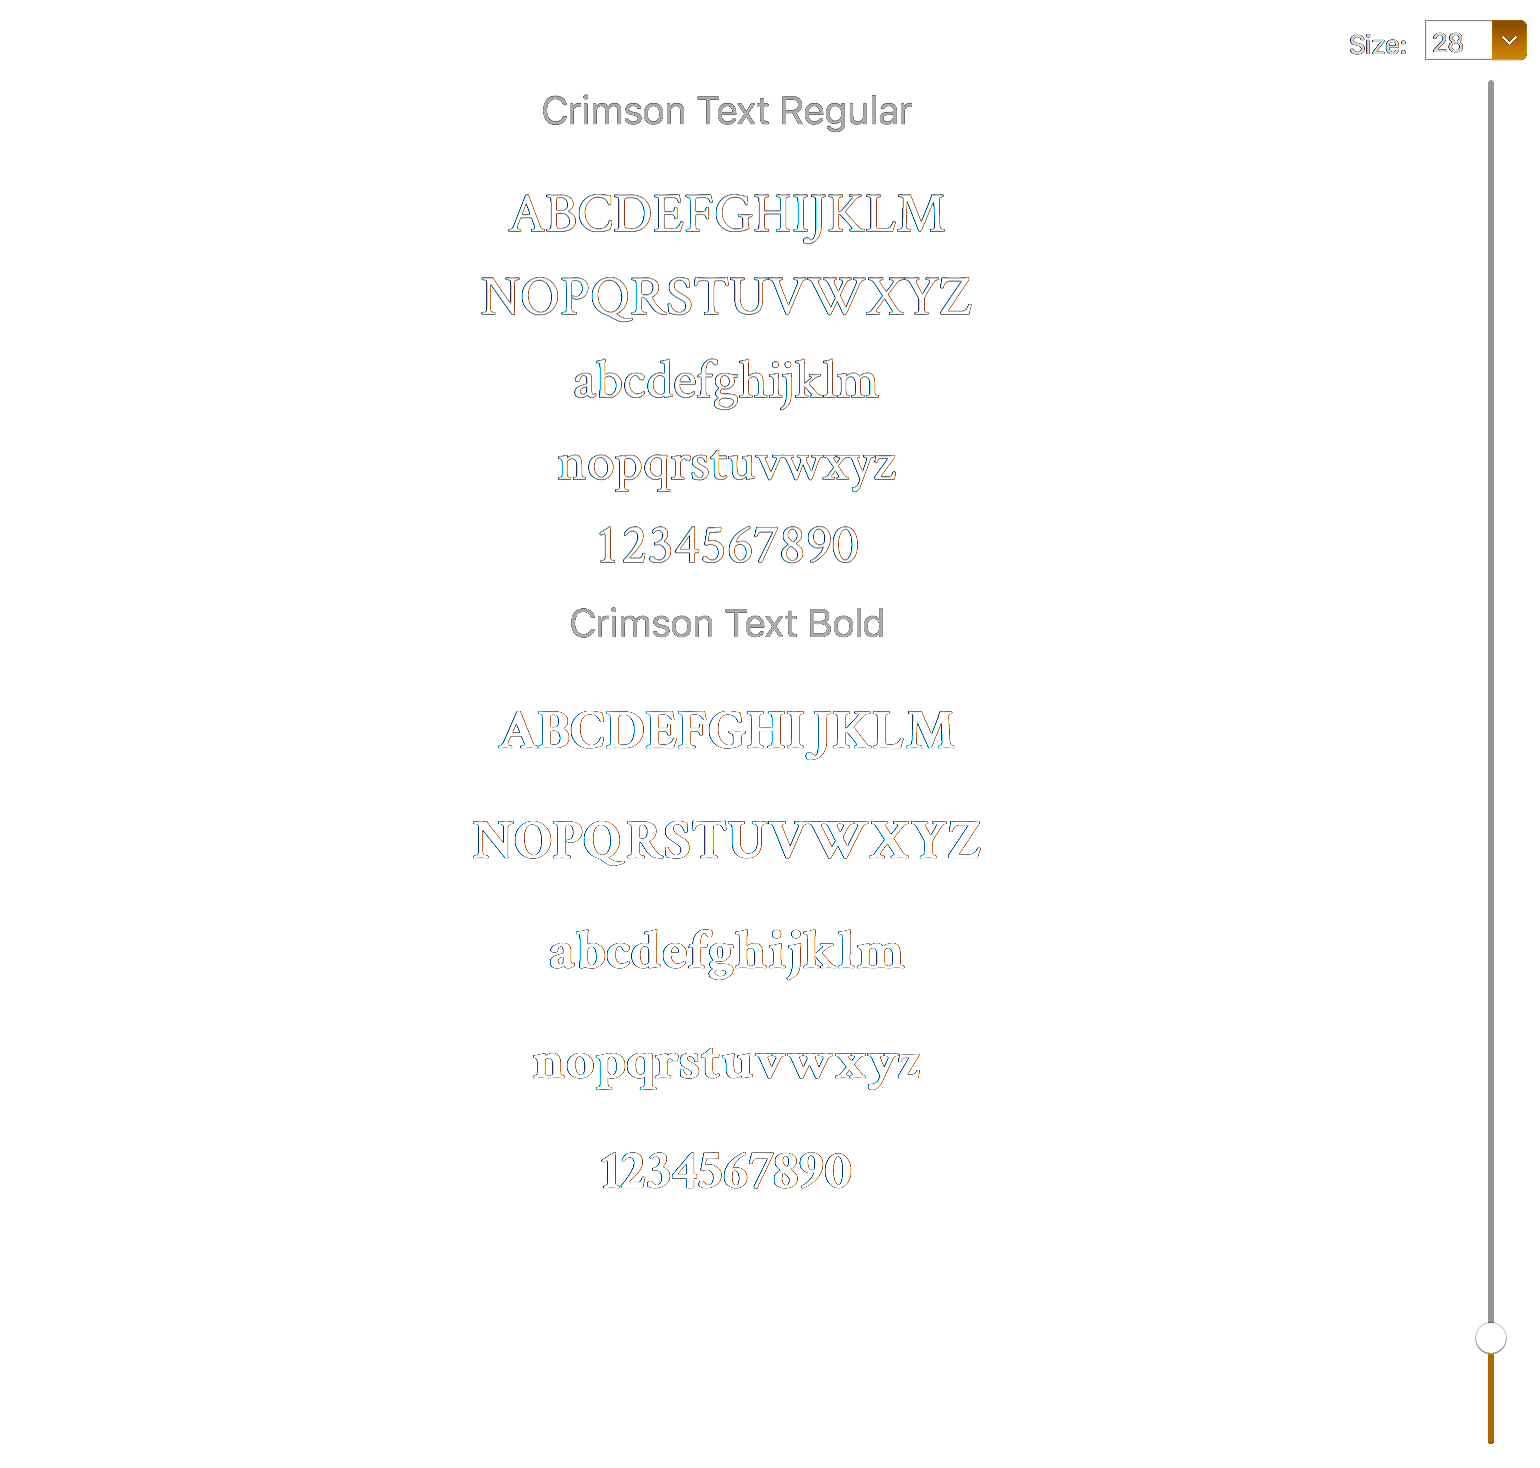 Size: 28
Crimson Text Regular
ABCDEFGHIJKLM
NOPQRSTUVWXYZ
abcdefghijklm
nopqrstuvwxyz
1234567890
Crimson Text Bold
ABCDEFGHIJKLM
NOPQRSTUVWXYZ
abcdefghijklm
nopqrstuvwxyz
1234567890